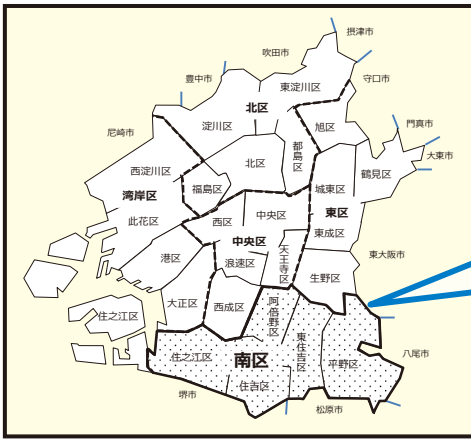 摂津市
吹田市
守口市
豊中市
東淀川区
北区
門真市
尼崎市
淀川区
旭区
都島区
大東市
西淀川区
北区
鶴見区
福島区
城東区
湾岸区
此花区
西区
中央区
東区
東成区
中央区
天王寺区
東大阪市
港区
浪速区
生野区
大正区
西成区
阿倍野区
住之江区
東住吉区
住之江区
南区
平野区
八尾市
住吉区
堺市
松原市